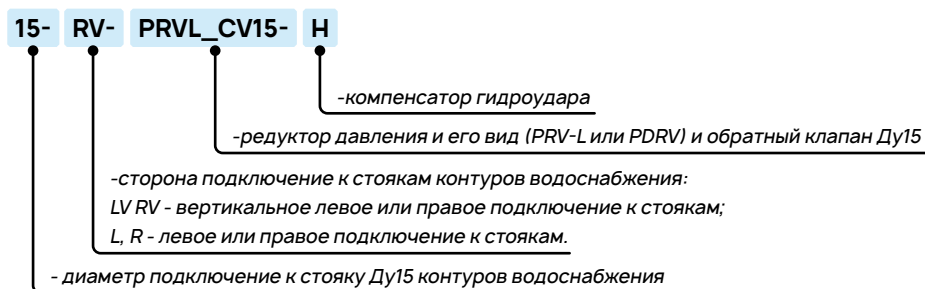 15- RV- PRVL_CV15- H
-компенсатор гидроудара
-редуктор давления и его вид (PRV-L или PDRV) и обратный клапан Ду15
-сторона подключение к стоякам контуров водоснабжения:
LV RV - вертикальное левое или правое подключение к стоякам;
L, R - левое или правое подключение к стоякам.
- диаметр подключение к стояку Ду15 контуров водоснабжения